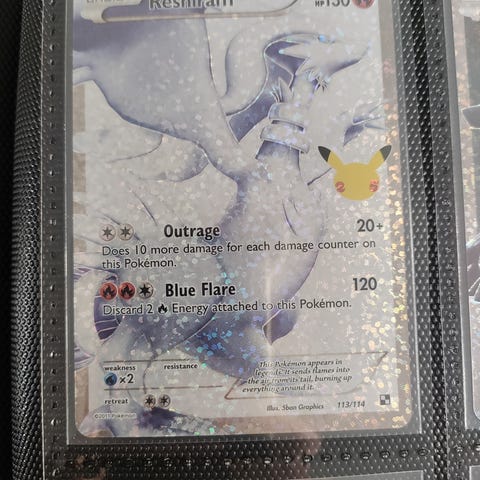 Reshiram HP130
Outrage 20+
Does 10 more damage for each damage counter on
this Pokémon.
Blue Flare 120
Discard 2 Energy attached to this Pokémon.
weakness resistance
×2
retreat
This Pokémon appears in
legends. It sends flames into
the air from its tail, burning up
everything around it.
©2011 Pokémon
Illus. 5ban Graphics 113/114